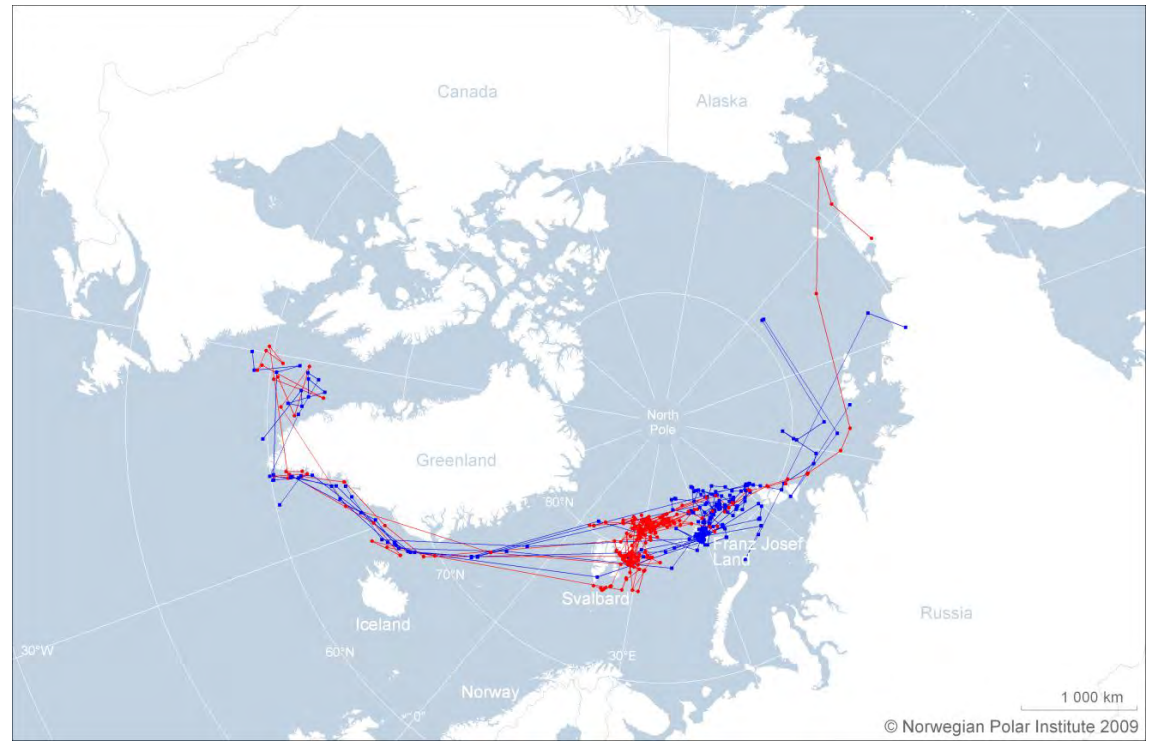 Canada
Alaska
North
Pole
Greenland
80°N
Franz Josef
Land
70°N
Svalbard
Iceland
Russia
30°W
60°N
30°E
Norway
0°
1 000 km
© Norwegian Polar Institute 2009